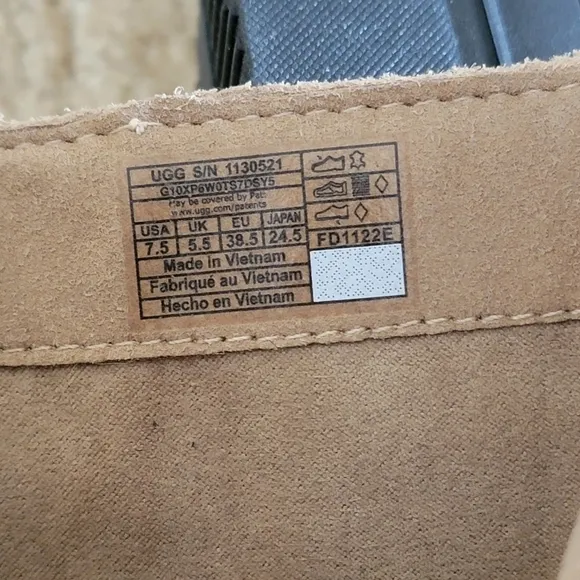 UGG S/N 1130521
G10XP6W0TS7DSY5
May be covered by Pat:
www.ugg.com/patents
USA UK EU JAPAN
7.5 5.5 38.5 24.5
Made in Vietnam
Fabriqué au Vietnam
Hecho en Vietnam
FD1122E